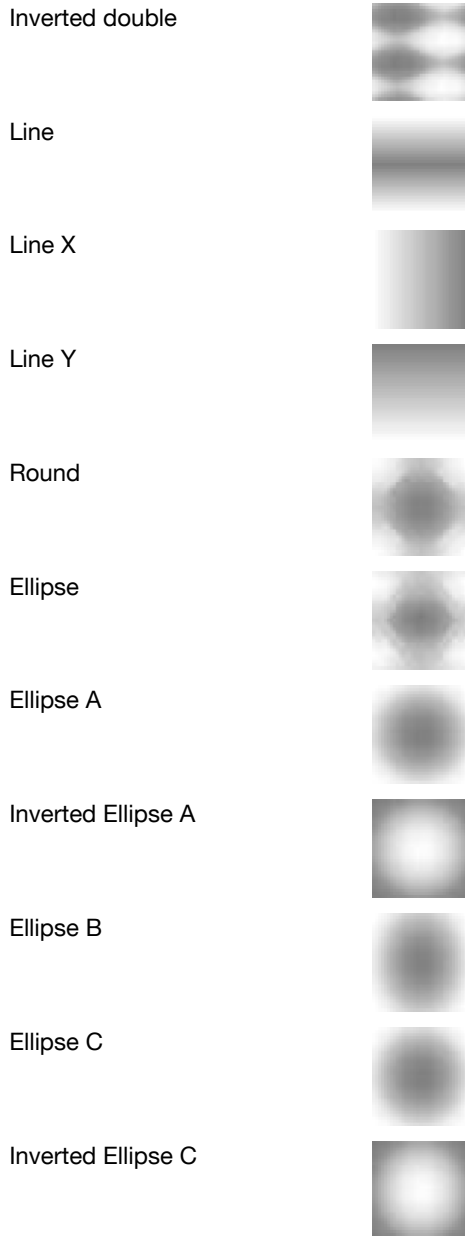 Inverted double
Line
Line X
Line Y
Round
Ellipse
Ellipse A
Inverted Ellipse A
Ellipse B
Ellipse C
Inverted Ellipse C